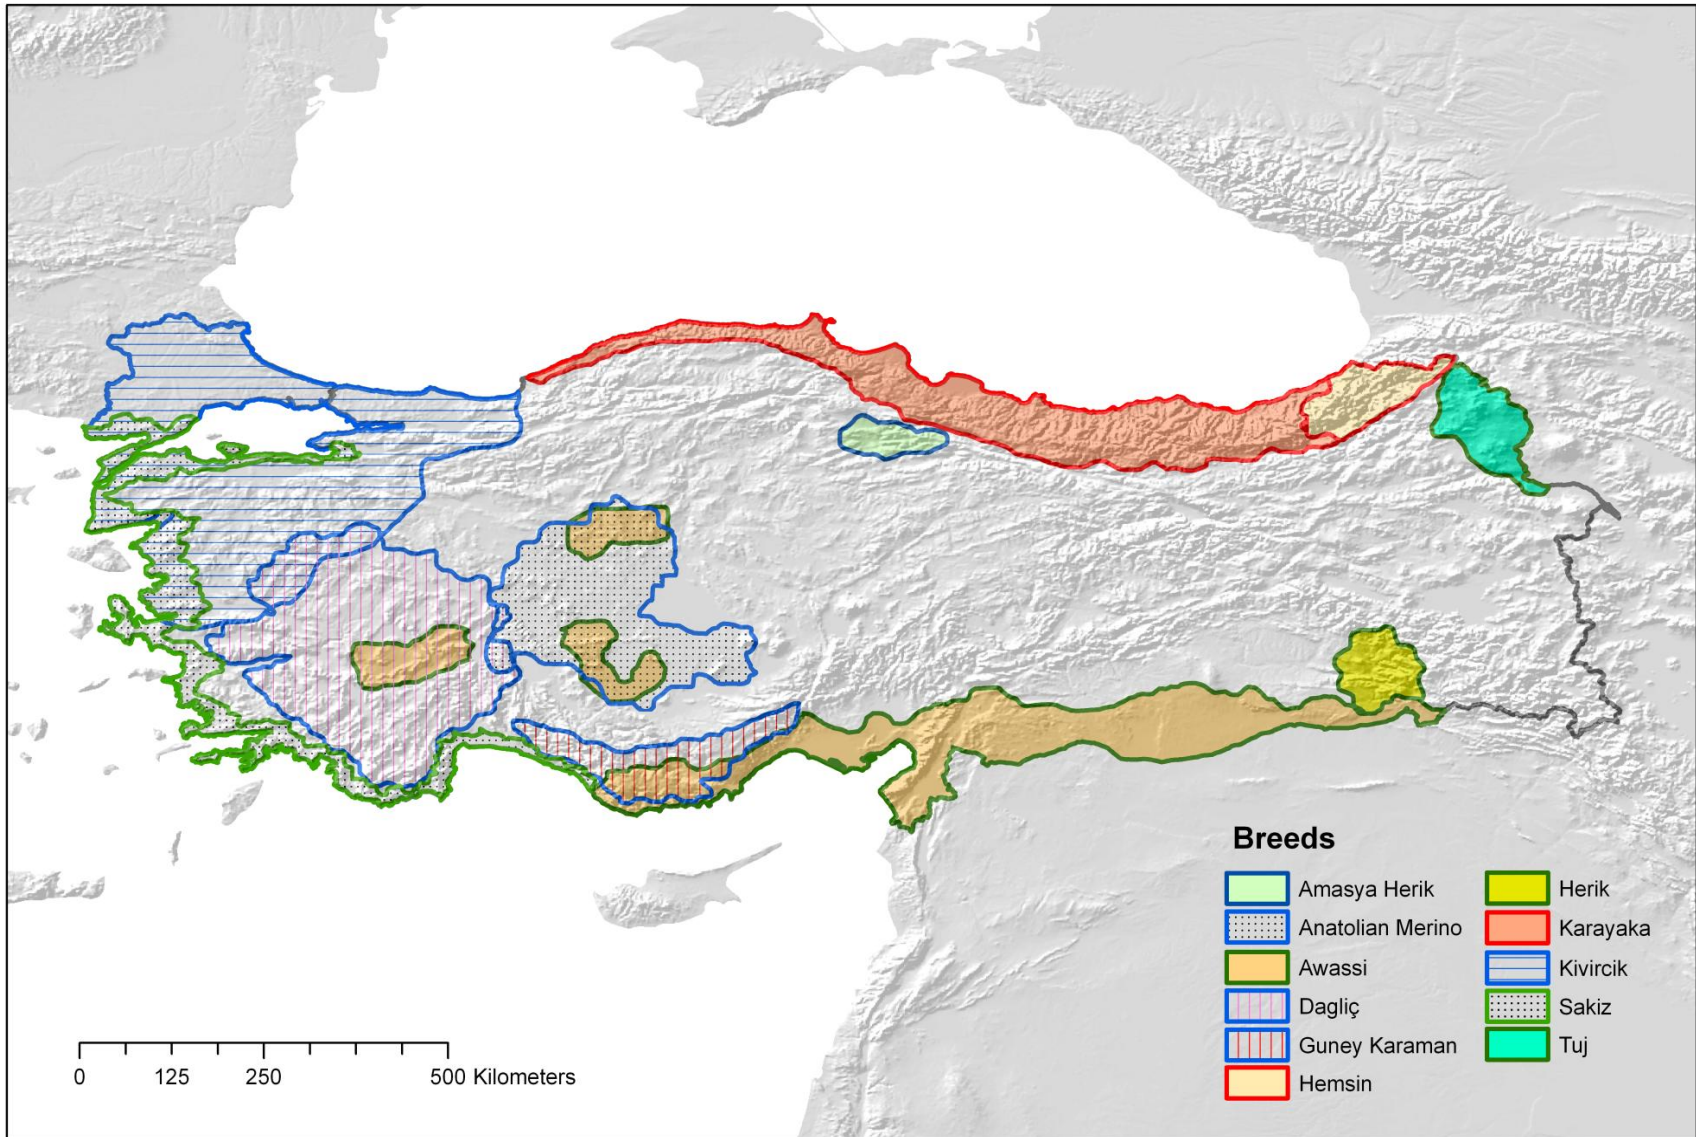 Breeds
Amasya Herik
Anatolian Merino
Awassi
Dagliç
Guney Karaman
Hemsin
Herik
Karayaka
Kivircik
Sakiz
Tuj
0 125 250 500 Kilometers